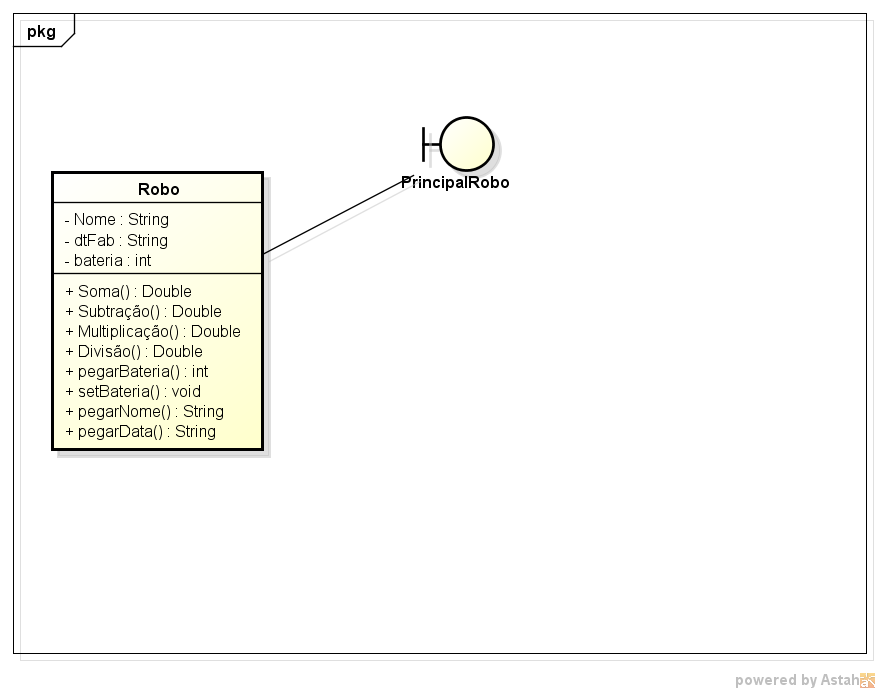 pkg
PrincipalRobo
Robo
- Nome : String
- dtFab : String
- bateria : int
+ Soma() : Double
+ Subtração() : Double
+ Multiplicação() : Double
+ Divisão() : Double
+ pegarBateria() : int
+ setBateria() : void
+ pegarNome() : String
+ pegarData() : String
powered by Astah